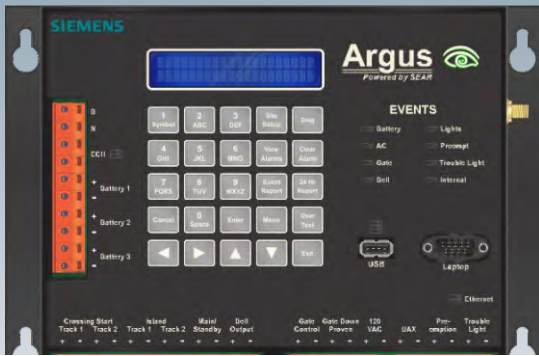 SIEMENS
Argus
Powered by SEAR
EVENTS
Battery
Lights
AC
Preempt
Gate
Trouble Light
Bell
Internal
B
N
ECH
+
Battery 1
-
+
Battery 2
-
+
Battery 3
-
1
Symbol
2
ABC
3
DEF
Site
Setup
Diag
4
GHI
5
JKL
6
MNO
View
Alarms
Clear
Alarm
7
PQRS
8
TUV
9
WXYZ
Event
Report
24 Hr
Report
Cancel
0
Space
Enter
Menu
User
Test
Exit
USB
Laptop
Ethernet
Crossing Start
Track 1 Track 2
Island
Track 1 Track 2
Main/
Standby
Bell
Output
Gate
Control
Gate Down
Proven
120
VAC
UAX
Pre-
emption
Trouble
Light
+ - + - + - + - + - + - + - + - + - + - + - + -